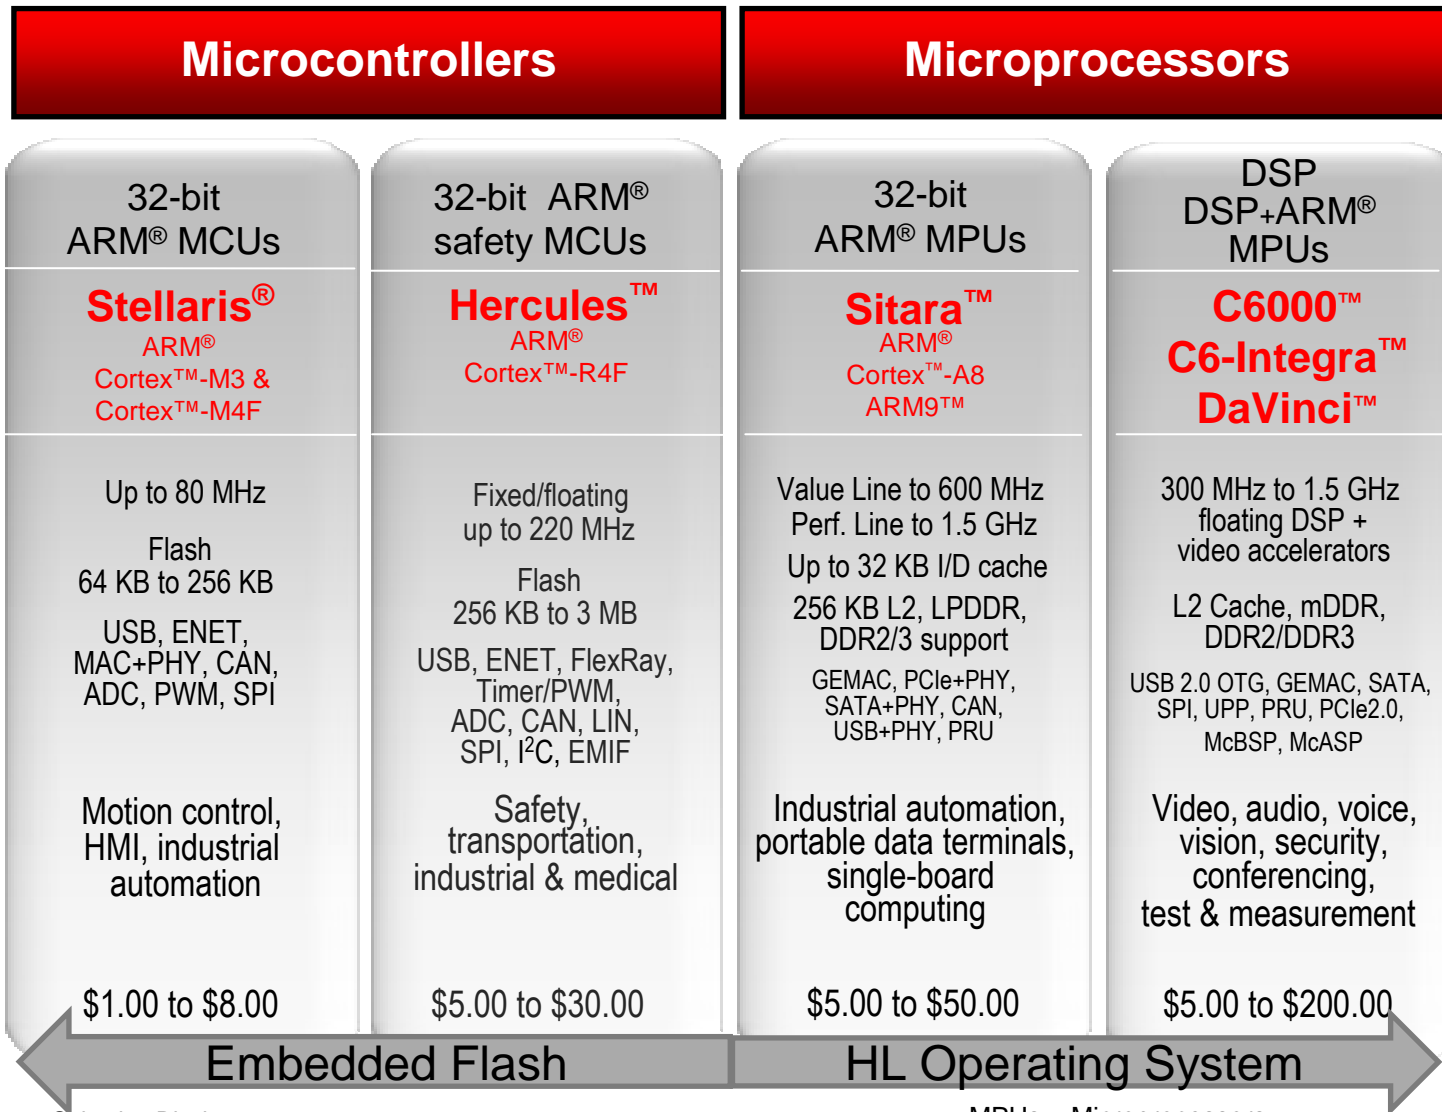 Microcontrollers
Microprocessors
32-bit
ARM® MCUs
Stellaris®
ARM®
Cortex™-M3 &
Cortex™-M4F
Up to 80 MHz
Flash
64 KB to 256 KB
USB, ENET,
MAC+PHY, CAN,
ADC, PWM, SPI
Motion control,
HMI, industrial
automation
$1.00 to $8.00
32-bit ARM®
safety MCUs
Hercules™
ARM®
Cortex™-R4F
Fixed/floating
up to 220 MHz
Flash
256 KB to 3 MB
USB, ENET, FlexRay,
Timer/PWM,
ADC, CAN, LIN,
SPI, I²C, EMIF
Safety,
transportation,
industrial & medical
$5.00 to $30.00
32-bit
ARM® MPUs
Sitara™
ARM®
Cortex™-A8
ARM9™
Value Line to 600 MHz
Perf. Line to 1.5 GHz
Up to 32 KB I/D cache
256 KB L2, LPDDR,
DDR2/3 support
GEMAC, PCIe+PHY,
SATA+PHY, CAN,
USB+PHY, PRU
Industrial automation,
portable data terminals,
single-board
computing
$5.00 to $50.00
DSP
DSP+ARM®
MPUs
C6000™
C6-Integra™
DaVinci™
300 MHz to 1.5 GHz
floating DSP +
video accelerators
L2 Cache, mDDR,
DDR2/DDR3
USB 2.0 OTG, GEMAC, SATA,
SPI, UPP, PRU, PCIe2.0,
McBSP, McASP
Video, audio, voice,
vision, security,
conferencing,
test & measurement
$5.00 to $200.00
Embedded Flash
HL Operating System